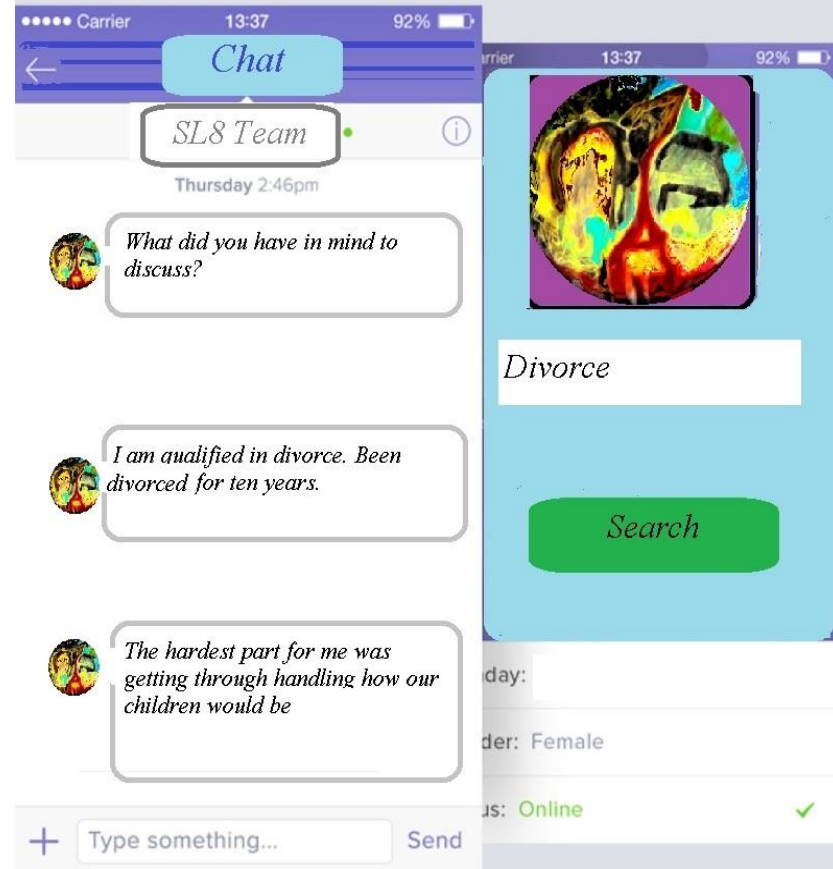 Carrier 13:37 92%
Chat
SL8 Team
Thursday 2:46pm
What did you have in mind to
discuss?
I am qualified in divorce. Been
divorced for ten years.
The hardest part for me was
getting through handling how our
children would be
+ Type something... Send
rrier 13:37 92%
Divorce
Search
day:
der: Female
us: Online